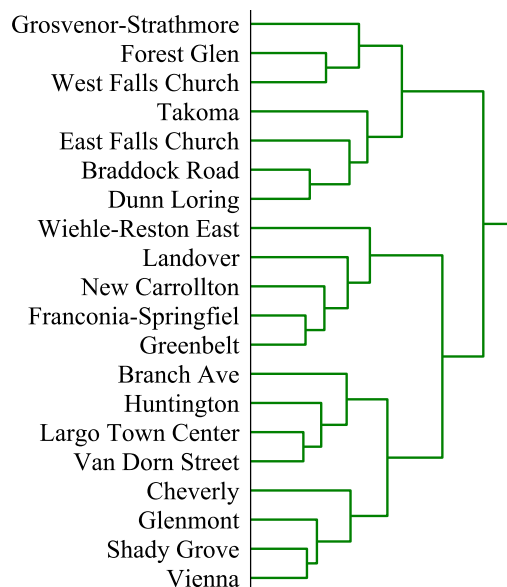 Grosvenor-Strathmore
Forest Glen
West Falls Church
Takoma
East Falls Church
Braddock Road
Dunn Loring
Wiehle-Reston East
Landover
New Carrollton
Franconia-Springfiel
Greenbelt
Branch Ave
Huntington
Largo Town Center
Van Dorn Street
Cheverly
Glenmont
Shady Grove
Vienna